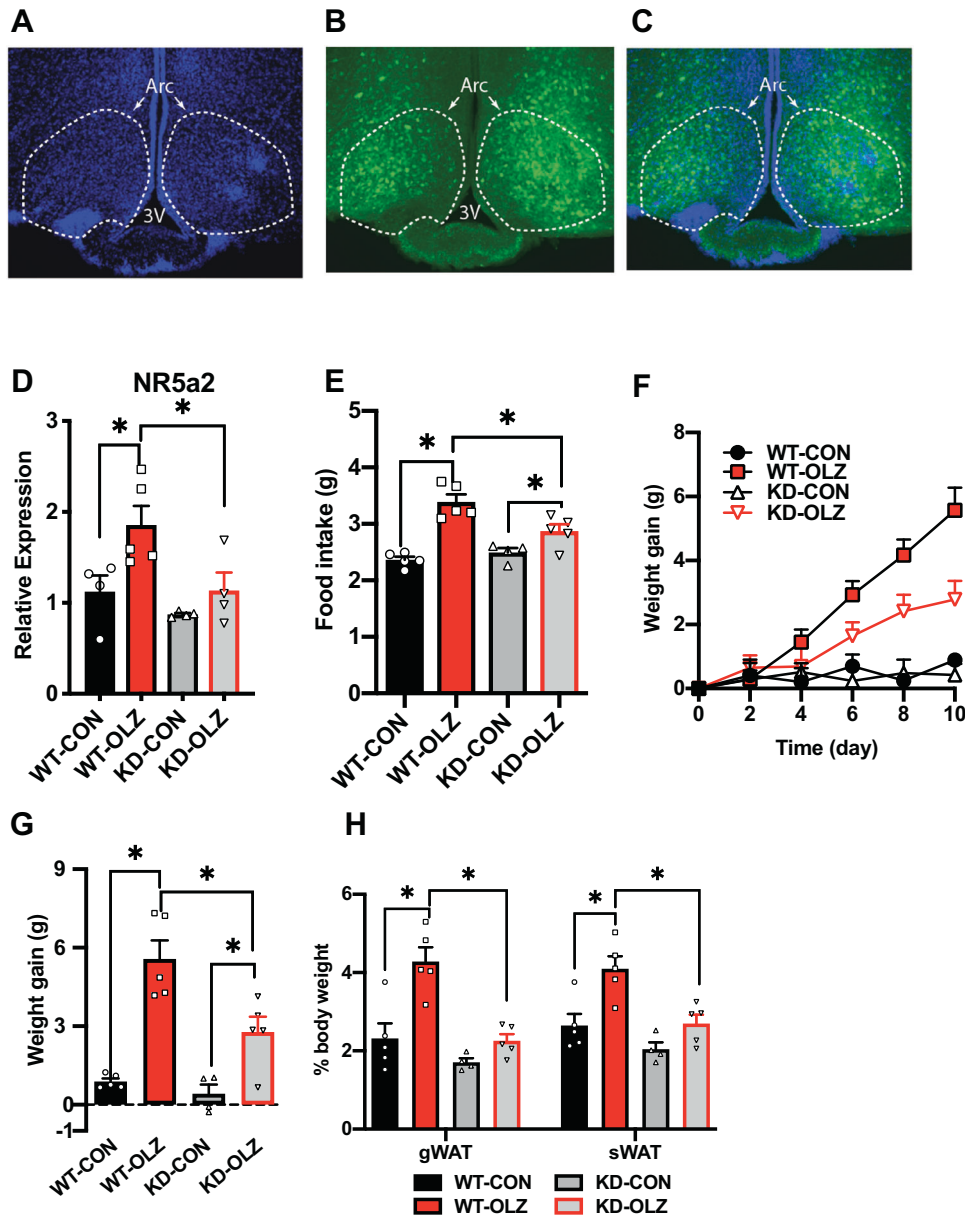 A
B
C
Arc
3V
Arc
3V
Arc
D
NR5a2
Relative Expression
3
2
1
0
*
*
WT-CON
WT-OLZ
KD-CON
KD-OLZ
E
Food intake (g)
5
4
3
2
1
0
*
*
*
WT-CON
WT-OLZ
KD-CON
KD-OLZ
F
Weight gain (g)
8
6
4
2
0
WT-CON
WT-OLZ
KD-CON
KD-OLZ
0 2 4 6 8 10
Time (day)
G
Weight gain (g)
9
6
3
0
-1
*
*
*
WT-CON
WT-OLZ
KD-CON
KD-OLZ
H
% body weight
6
4
2
0
*
*
*
*
gWAT sWAT
WT-CON KD-CON
WT-OLZ KD-OLZ